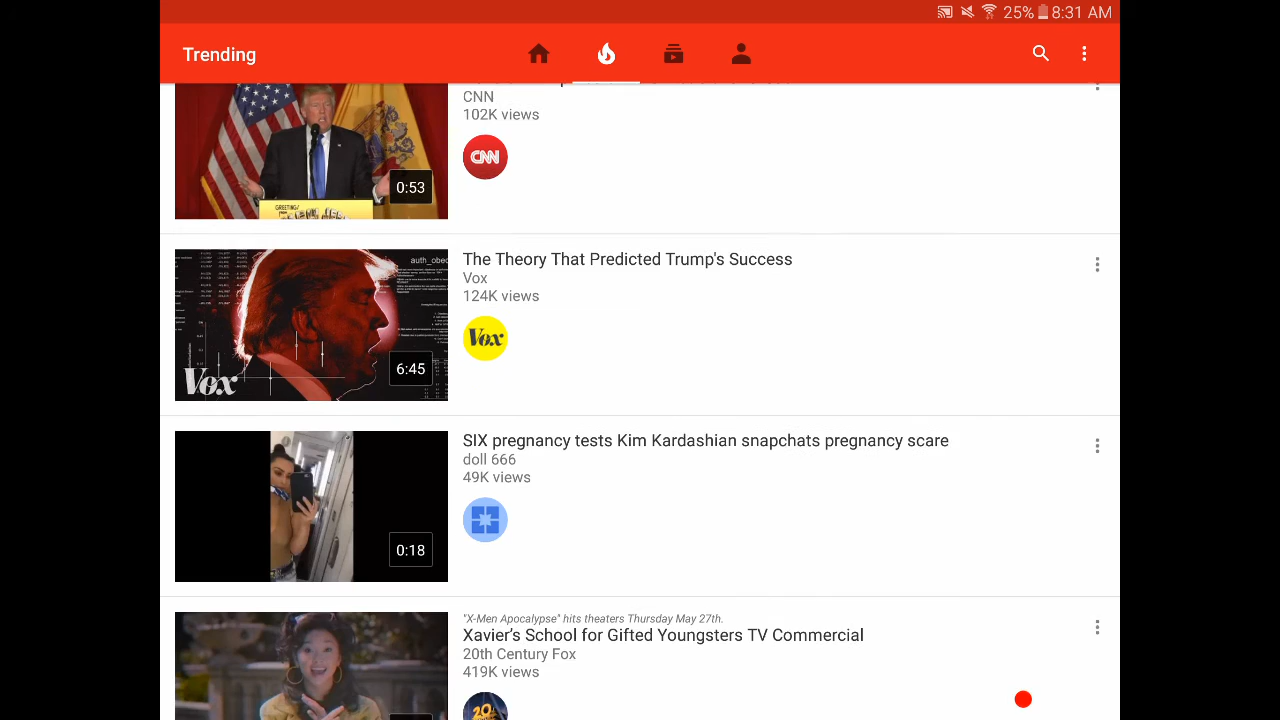 25% 8:31 AM
Trending
CNN
102K views
CNN
GREETING/
0:53
The Theory That Predicted Trump's Success
Vox
124K views
Vox
auth_obed
Vox
6:45
SIX pregnancy tests Kim Kardashian snapchats pregnancy scare
doll 666
49K views
0:18
"X-Men Apocalypse" hits theaters Thursday May 27th.
Xavier's School for Gifted Youngsters TV Commercial
20th Century Fox
419K views
20